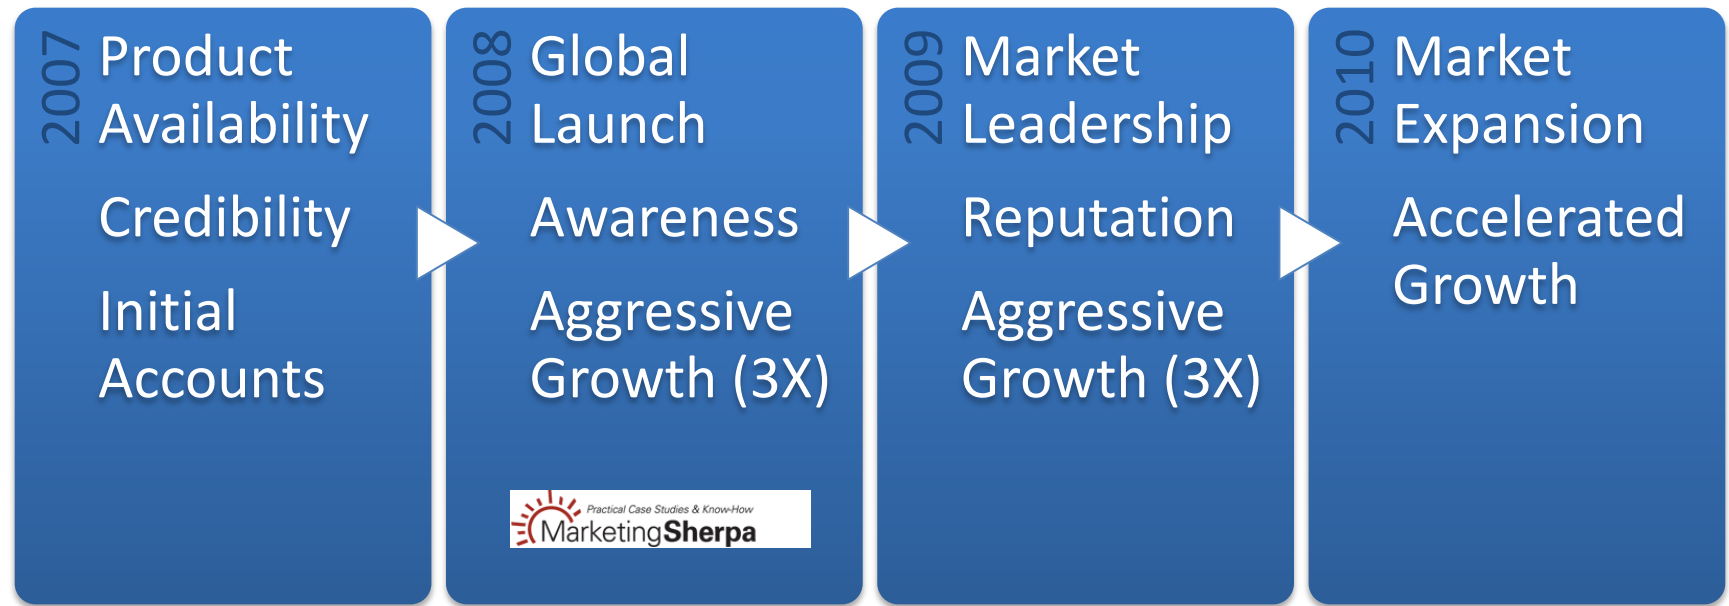 2007
Product
Availability
Credibility
Initial
Accounts
2008
Global
Launch
Awareness
Aggressive
Growth (3X)
Practical Case Studies & Know-How
MarketingSherpa
2009
Market
Leadership
Reputation
Aggressive
Growth (3X)
2010
Market
Expansion
Accelerated
Growth